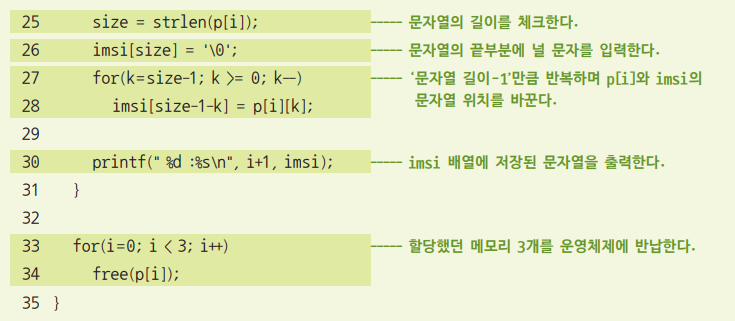 25 size = strlen(p[i]); ----- 문자열의 길이를 체크한다.
26 imsi[size] = '\0'; ----- 문자열의 끝부분에 널 문자를 입력한다.
27 for(k=size-1; k >= 0; k--) ----- '문자열 길이-1'만큼 반복하며 p[i]와 imsi의
28 imsi[size-1-k] = p[i][k]; 문자열 위치를 바꾼다.
29
30 printf(" %d :%s\n", i+1, imsi); ----- imsi 배열에 저장된 문자열을 출력한다.
31 }
32
33 for(i=0; i < 3; i++) ----- 할당했던 메모리 3개를 운영체제에 반납한다.
34 free(p[i]);
35 }